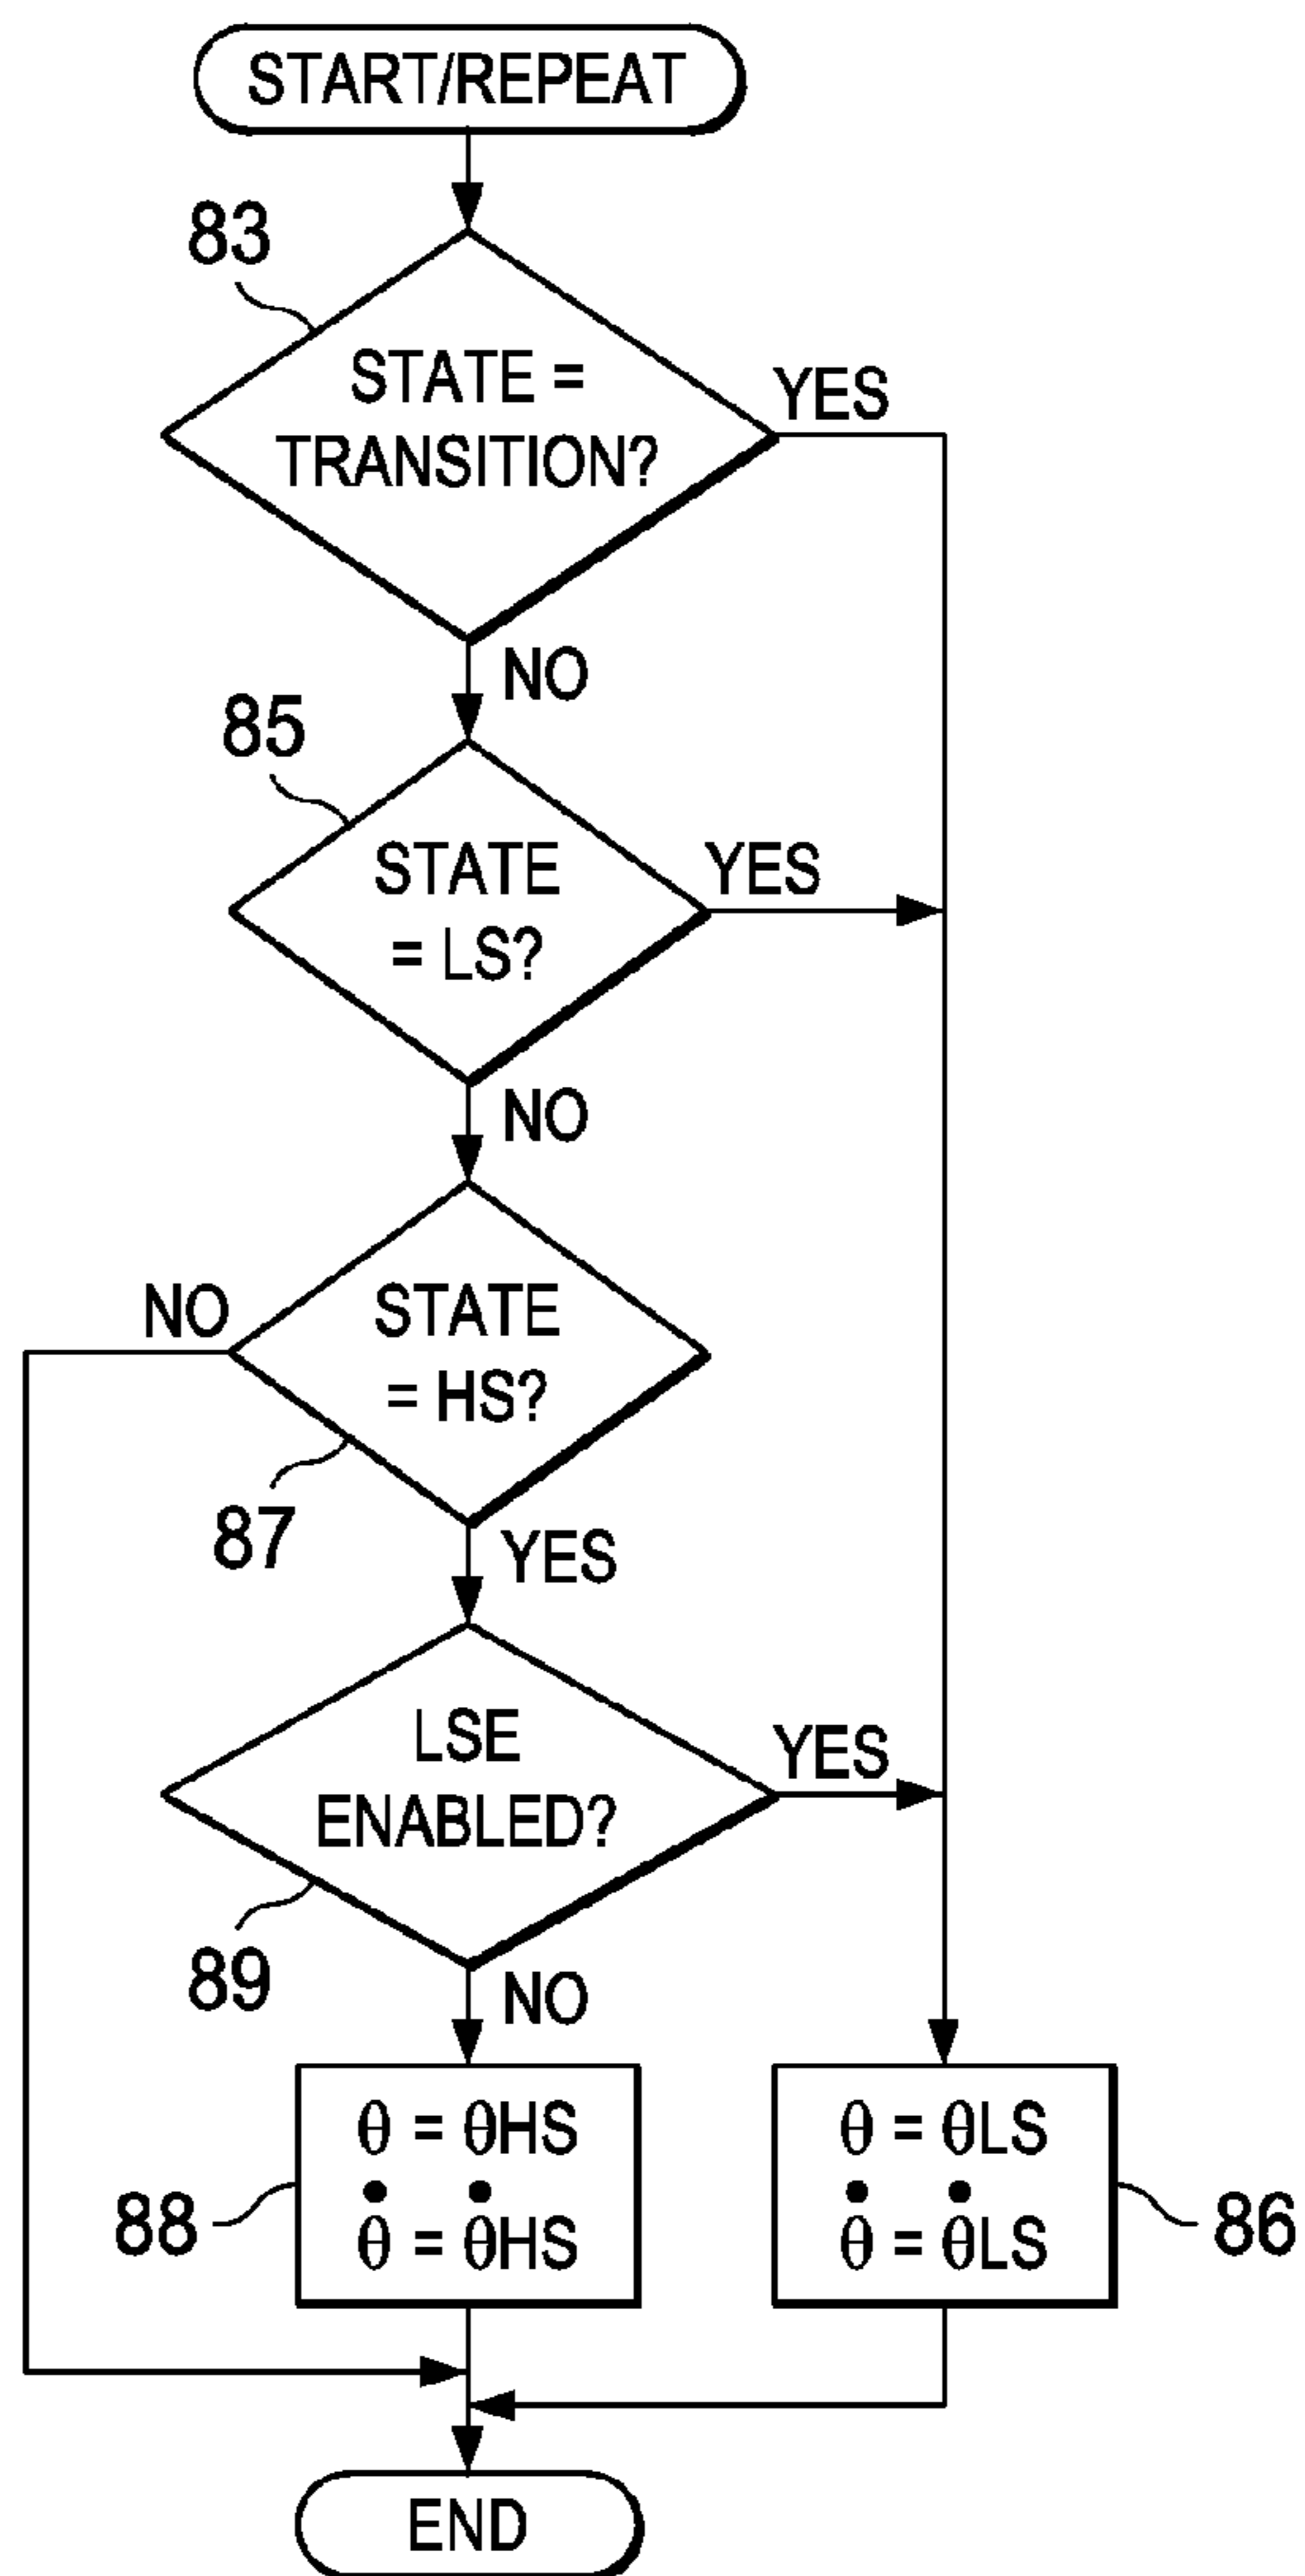 START/REPEAT
83
STATE =
TRANSITION?
YES
NO
85
STATE
= LS?
YES
NO
NO
STATE
= HS?
87
YES
LSE
ENABLED?
YES
89
NO
θ = θHS
θ̇ = θ̇HS
88
θ = θLS
θ̇ = θ̇LS
86
END